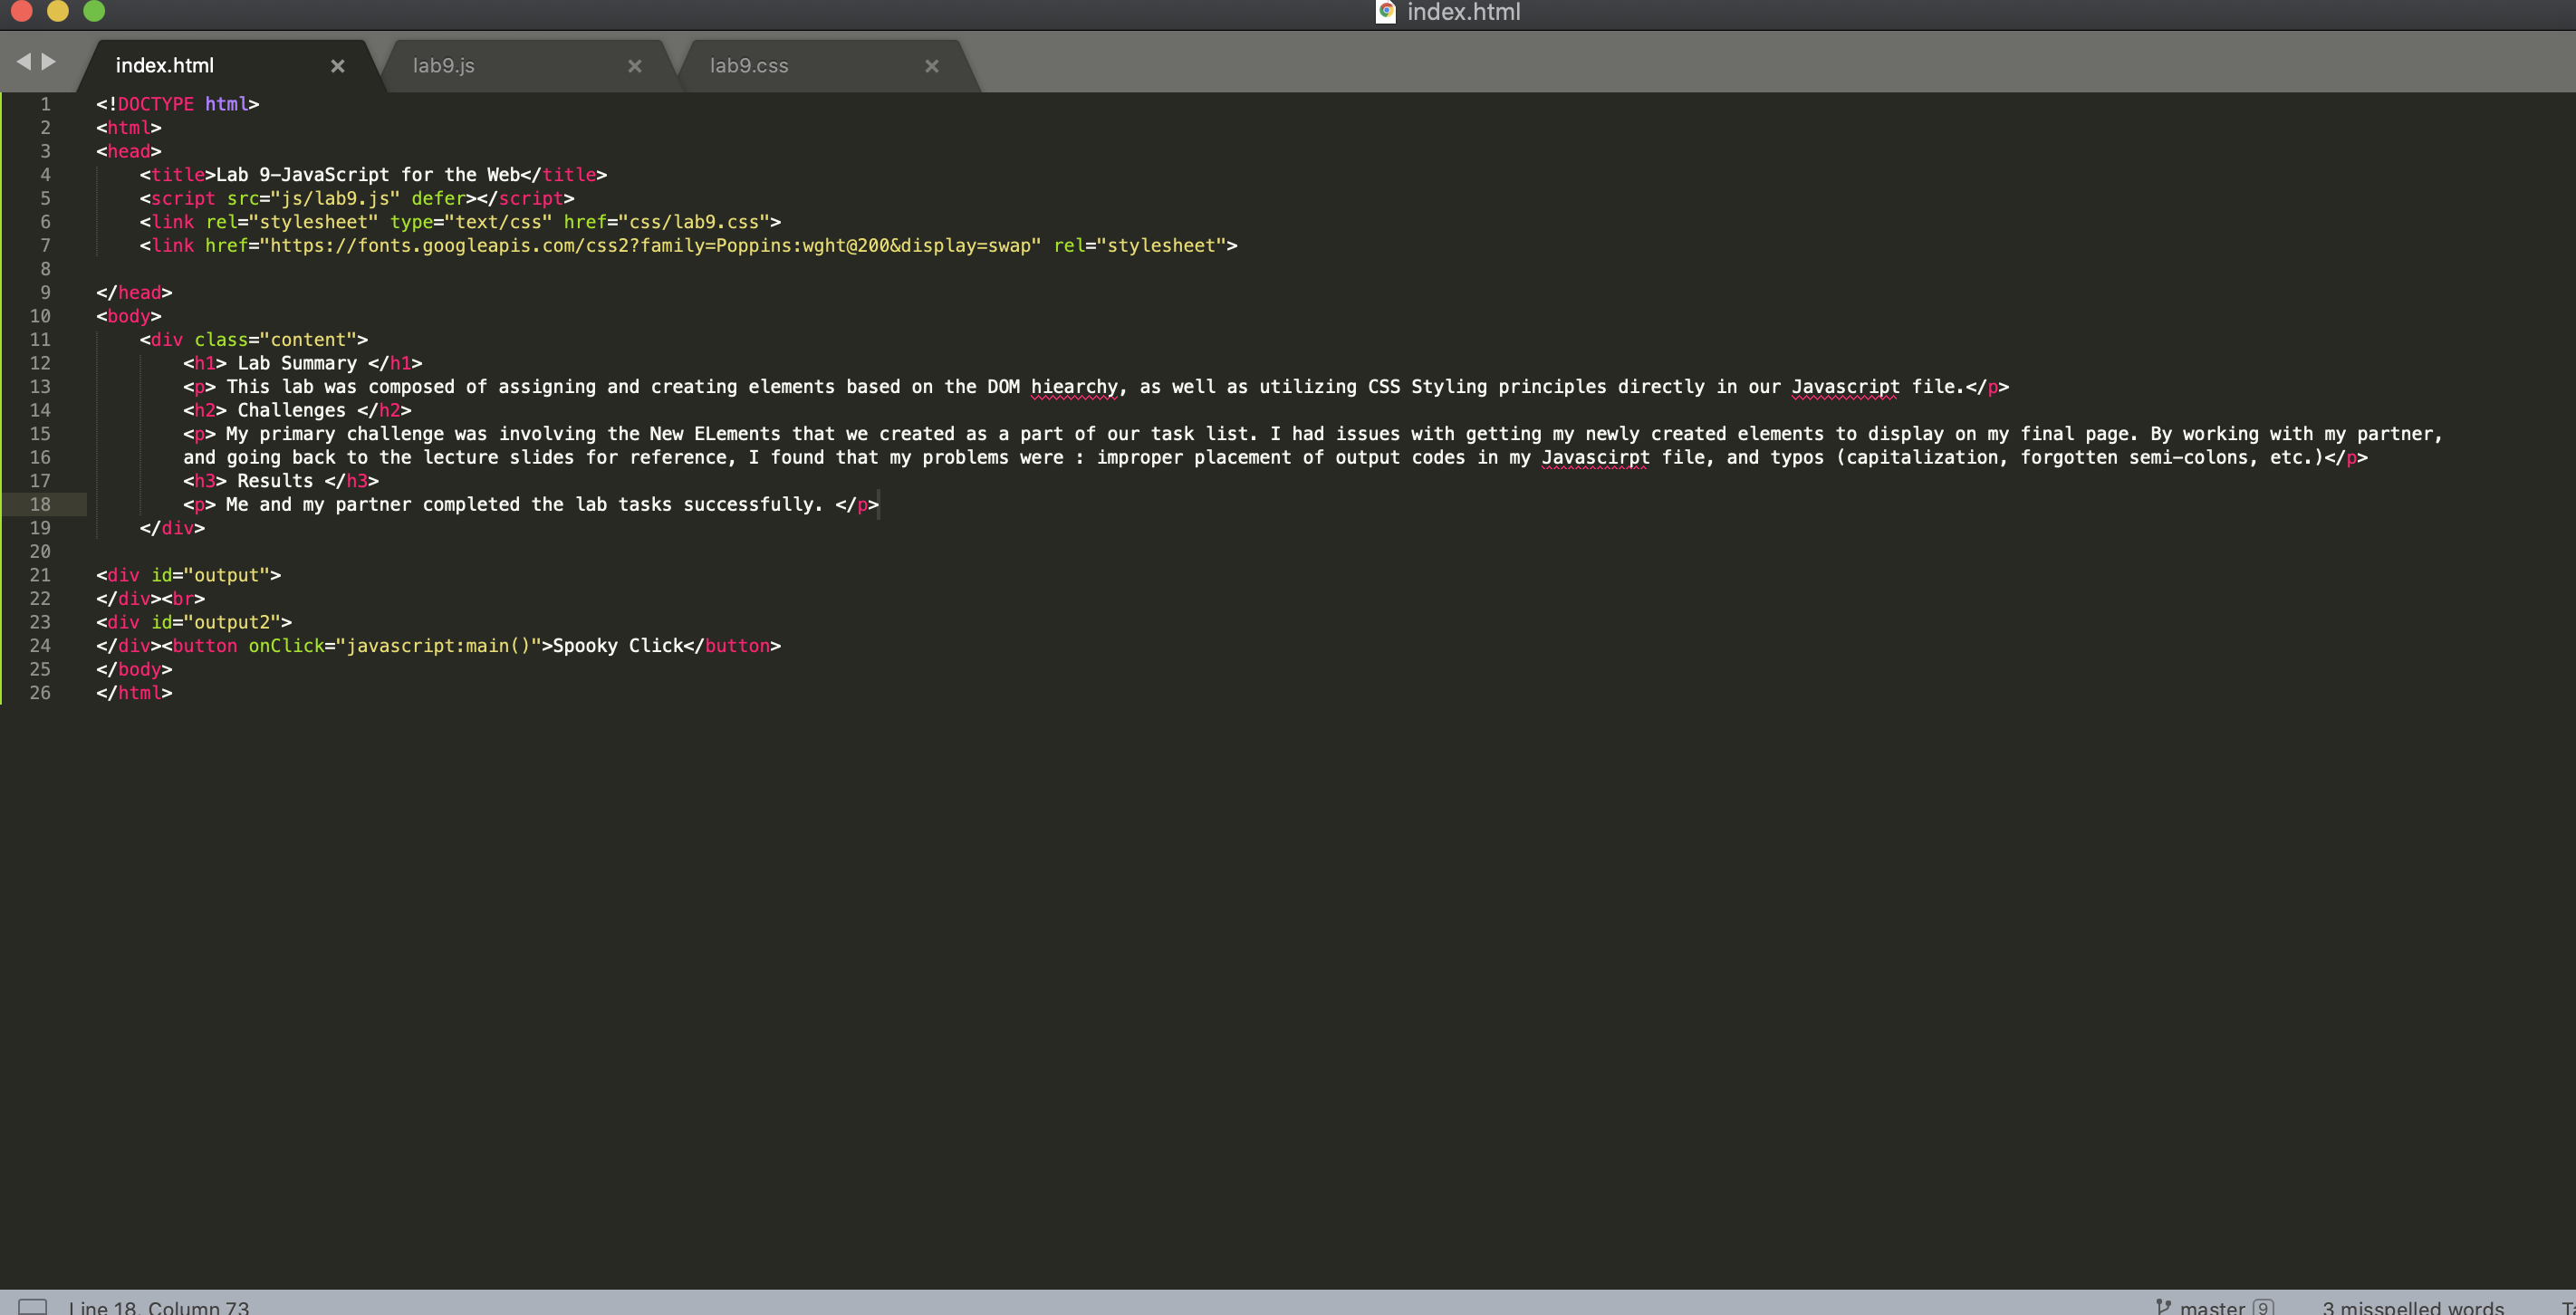 index.html
index.html × lab9.js × lab9.css ×
1 <!DOCTYPE html>
2 <html>
3 <head>
4 <title>Lab 9-JavaScript for the Web</title>
5 <script src="js/lab9.js" defer></script>
6 <link rel="stylesheet" type="text/css" href="css/lab9.css">
7 <link href="https://fonts.googleapis.com/css2?family=Poppins:wght@200&display=swap" rel="stylesheet">
8
9 </head>
10 <body>
11 <div class="content">
12 <h1> Lab Summary </h1>
13 <p> This lab was composed of assigning and creating elements based on the DOM hiearchy, as well as utilizing CSS Styling principles directly in our Javascript file.</p>
14 <h2> Challenges </h2>
15 <p> My primary challenge was involving the New ELements that we created as a part of our task list. I had issues with getting my newly created elements to display on my final page. By working with my partner,
16 and going back to the lecture slides for reference, I found that my problems were : improper placement of output codes in my Javascirpt file, and typos (capitalization, forgotten semi-colons, etc.)</p>
17 <h3> Results </h3>
18 <p> Me and my partner completed the lab tasks successfully. </p>
19 </div>
20
21 <div id="output">
22 </div><br>
23 <div id="output2">
24 </div><button onClick="javascript:main()">Spooky Click</button>
25 </body>
26 </html>
Line 18, Column 73 master 9 3 misspelled words